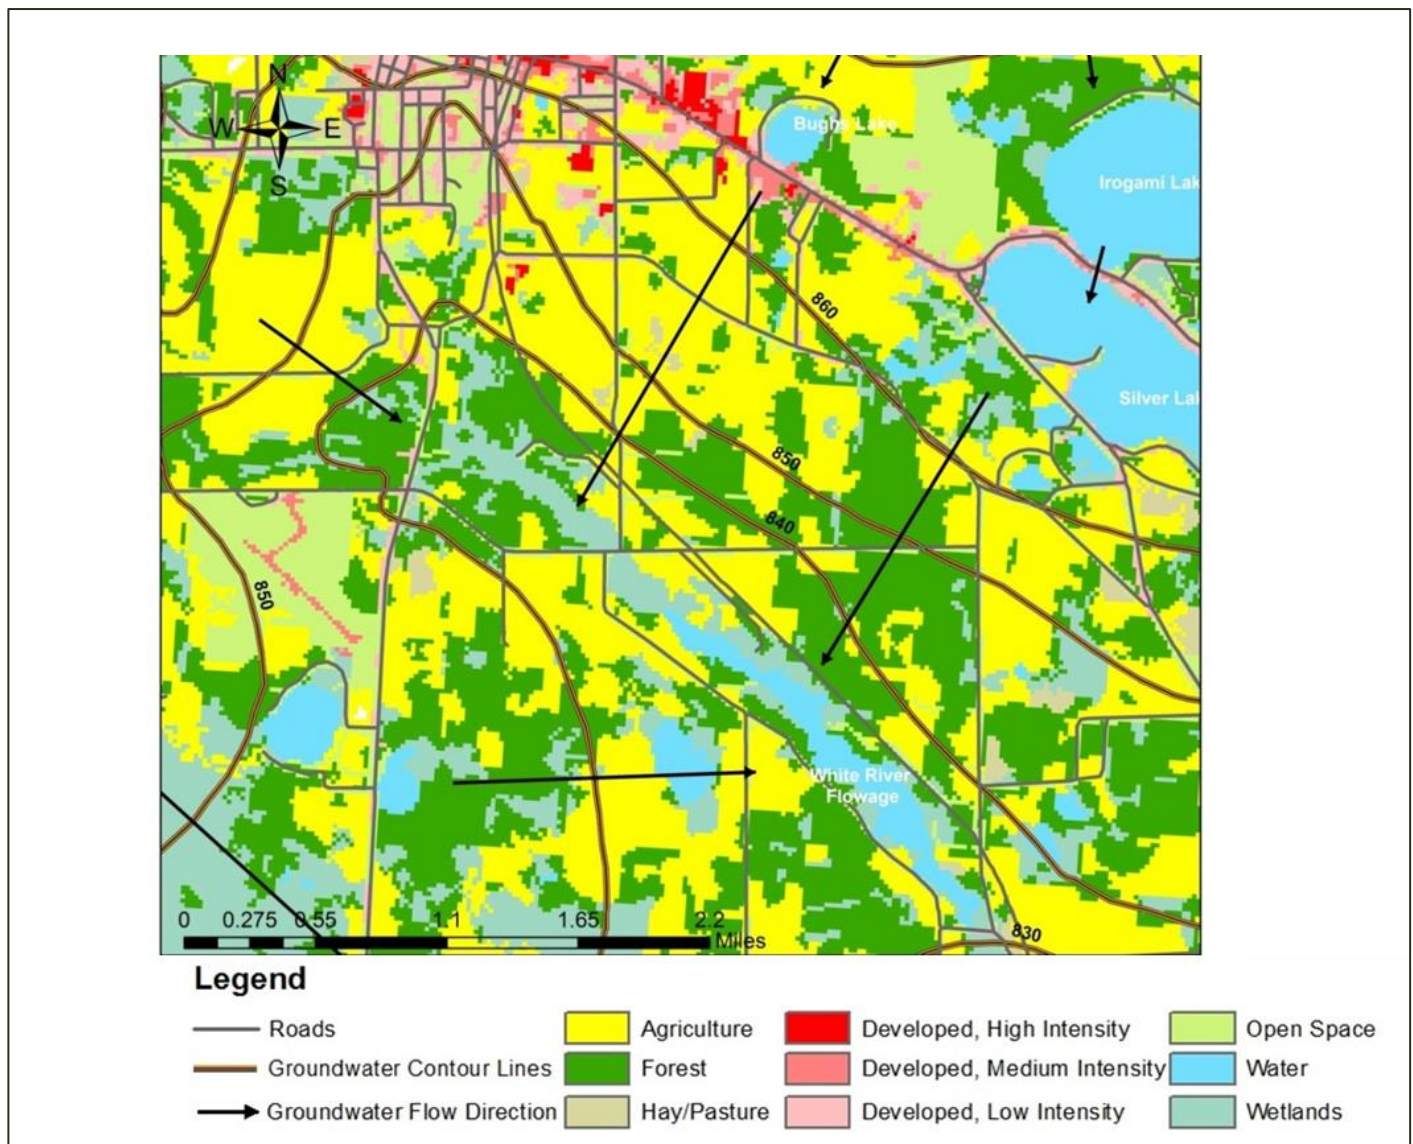 N
W E
S
Bughs Lake
Irogami Lak
860
Silver Lak
850
840
850
White River
Flowage
830
0 0.275 0.55 1.1 1.65 2.2
Miles
Legend
Roads
Groundwater Contour Lines
Groundwater Flow Direction
Agriculture
Forest
Hay/Pasture
Developed, High Intensity
Developed, Medium Intensity
Developed, Low Intensity
Open Space
Water
Wetlands